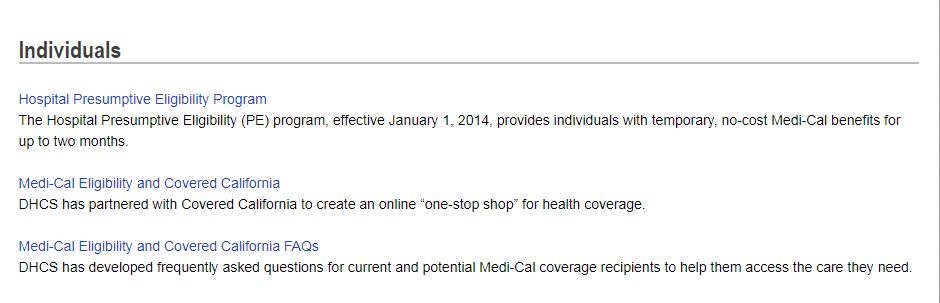 Individuals
Hospital Presumptive Eligibility Program
The Hospital Presumptive Eligibility (PE) program, effective January 1, 2014, provides individuals with temporary, no-cost Medi-Cal benefits for
up to two months.
Medi-Cal Eligibility and Covered California
DHCS has partnered with Covered California to create an online “one-stop shop” for health coverage.
Medi-Cal Eligibility and Covered California FAQs
DHCS has developed frequently asked questions for current and potential Medi-Cal coverage recipients to help them access the care they need.